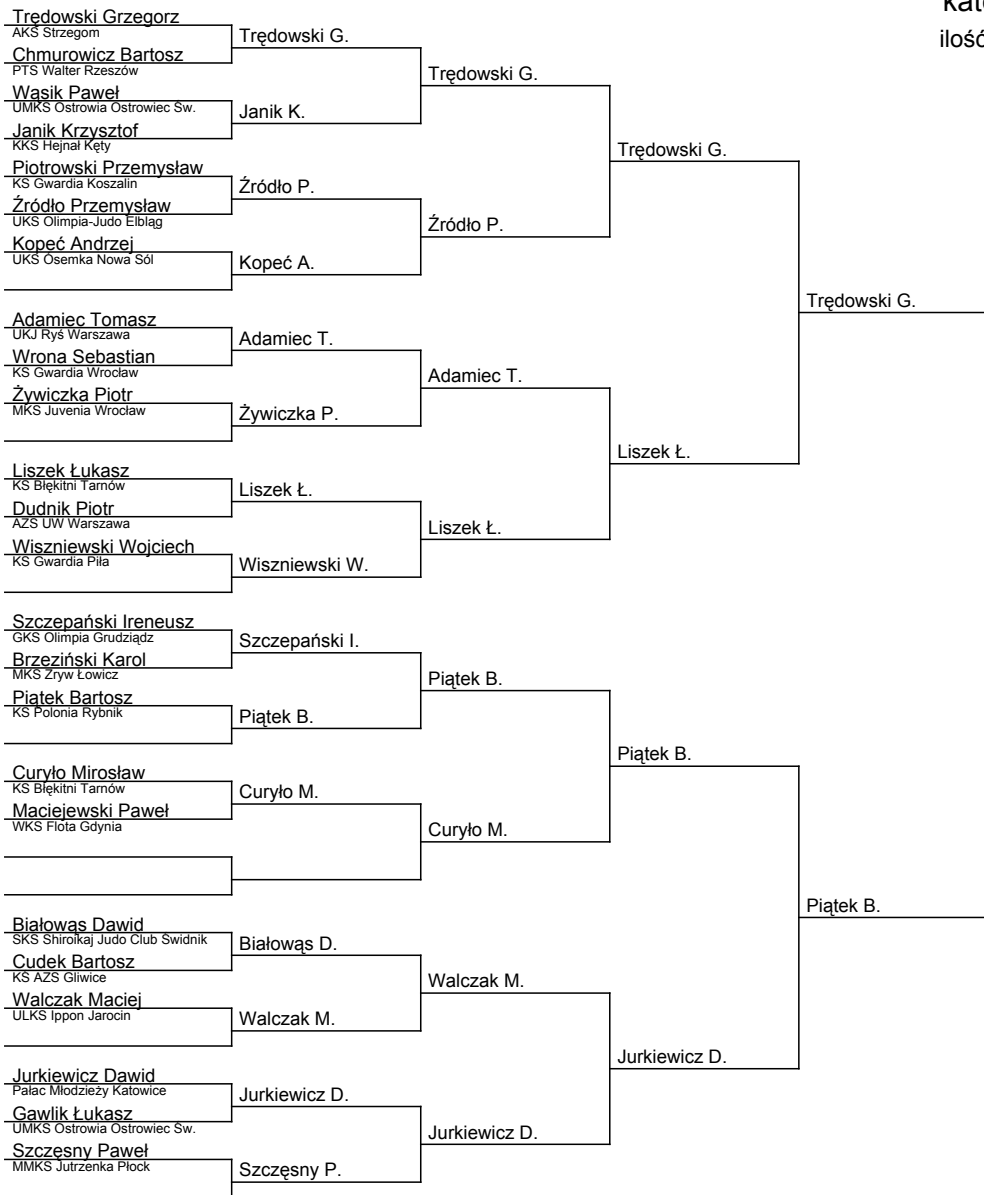 Trędowski Grzegorz
AKS Strzegom
Chmurowicz Bartosz
PTS Walter Rzeszów
Wąsik Paweł
UMKS Ostrowia Ostrowiec Św.
Janik Krzysztof
KKS Hejnał Kęty
Piotrowski Przemysław
KS Gwardia Koszalin
Źródło Przemysław
UKS Olimpia-Judo Elbląg
Kopeć Andrzej
UKS Ósemka Nowa Sól
Adamiec Tomasz
UKJ Ryś Warszawa
Wrona Sebastian
KS Gwardia Wrocław
Żywiczka Piotr
MKS Juvenia Wrocław
Liszek Łukasz
KS Błękitni Tarnów
Dudnik Piotr
AZS UW Warszawa
Wiszniewski Wojciech
KS Gwardia Piła
Szczepański Ireneusz
GKS Olimpia Grudziądz
Brzeziński Karol
MKS Zryw Łowicz
Piątek Bartosz
KS Polonia Rybnik
Curyło Mirosław
KS Błękitni Tarnów
Maciejewski Paweł
WKS Flota Gdynia
Białowąs Dawid
SKS Shiroikaj Judo Club Świdnik
Cudek Bartosz
KS AZS Gliwice
Walczak Maciej
ULKS Ippon Jarocin
Jurkiewicz Dawid
Pałac Młodzieży Katowice
Gawlik Łukasz
UMKS Ostrowia Ostrowiec Św.
Szczęsny Paweł
MMKS Jutrzenka Płock
Trędowski G.
Janik K.
Źródło P.
Kopeć A.
Adamiec T.
Żywiczka P.
Liszek Ł.
Wiszniewski W.
Szczepański I.
Piątek B.
Curyło M.
Białowąs D.
Walczak M.
Jurkiewicz D.
Szczęsny P.
Trędowski G.
Źródło P.
Adamiec T.
Liszek Ł.
Piątek B.
Curyło M.
Walczak M.
Jurkiewicz D.
Trędowski G.
Liszek Ł.
Piątek B.
Jurkiewicz D.
Trędowski G.
Piątek B.
ilość